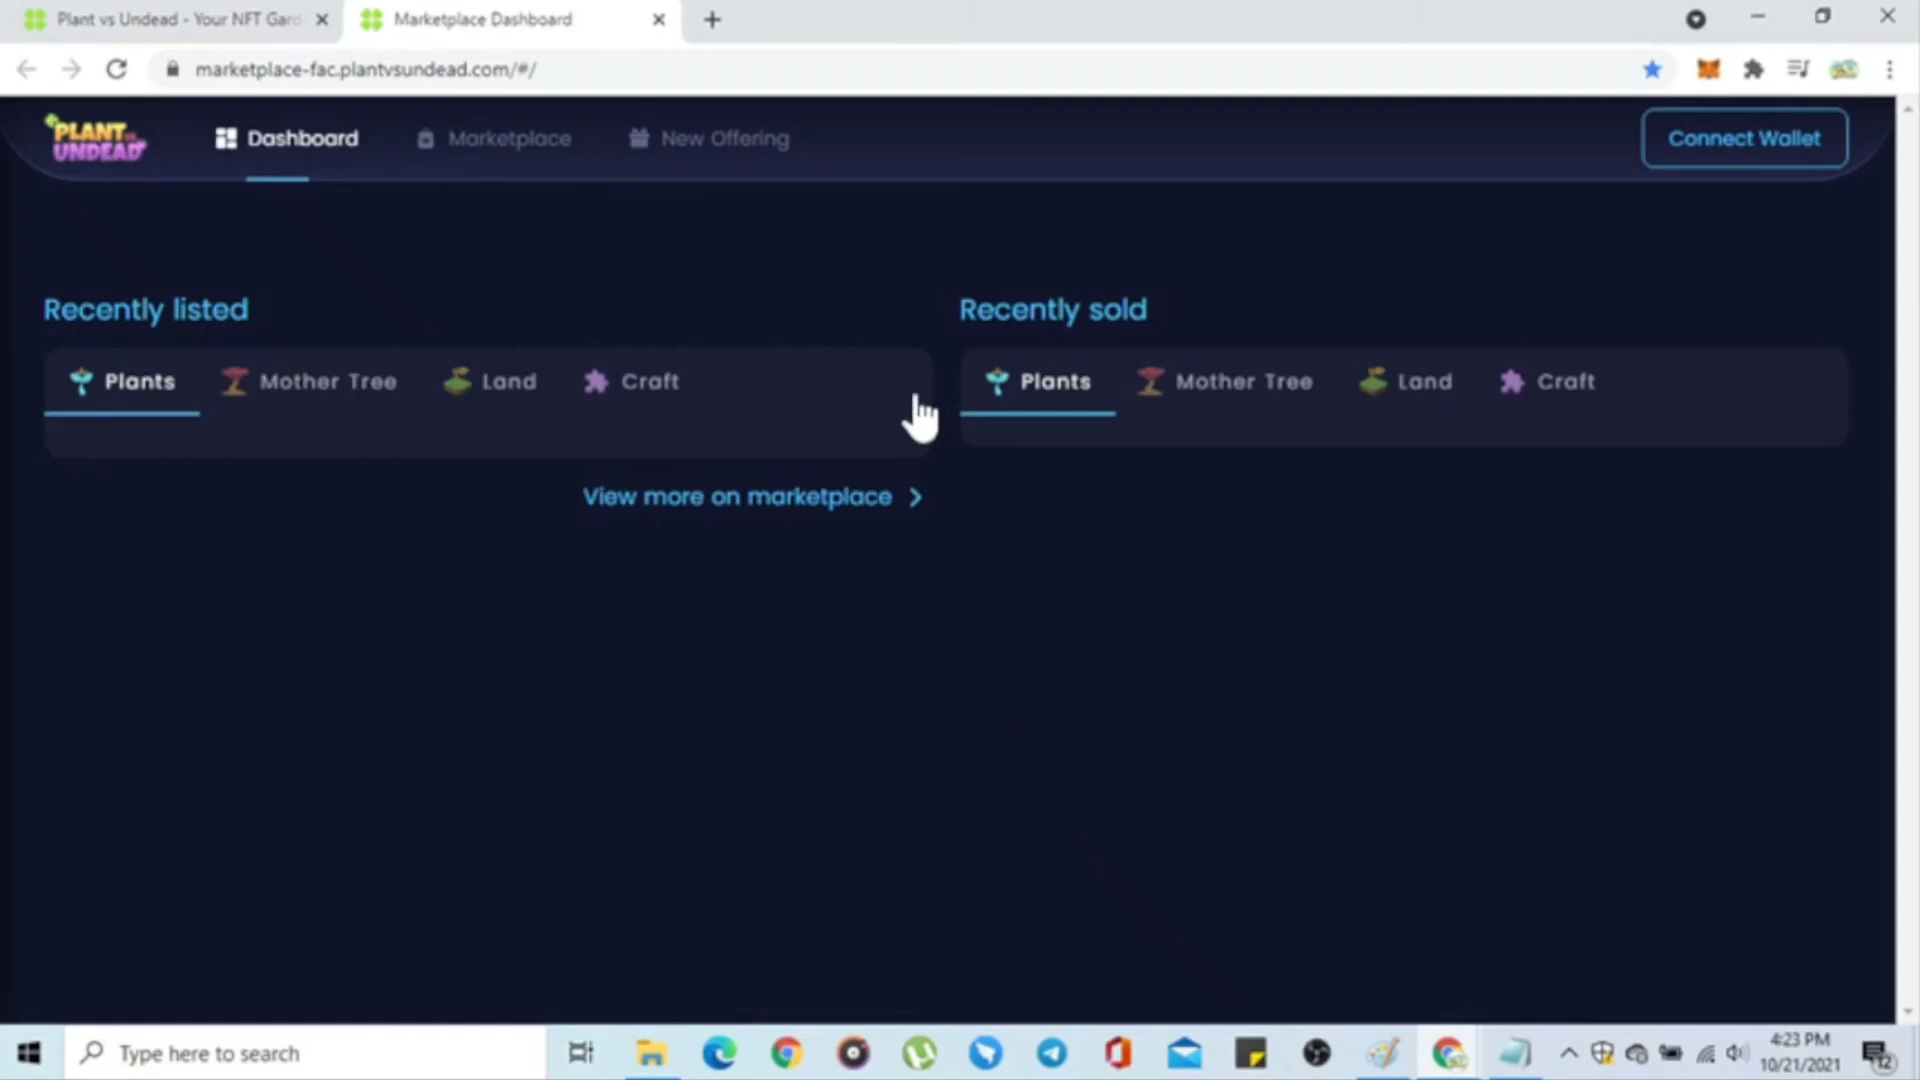 Plant vs Undead - Your NFT Gard
Marketplace Dashboard
marketplace-fac.plantvsundead.com/#/
PLANT VS UNDEAD
Dashboard
Marketplace
New Offering
Connect Wallet
Recently listed
Plants
Mother Tree
Land
Craft
View more on marketplace
Recently sold
Plants
Mother Tree
Land
Craft
Type here to search
4:23 PM
10/21/2021
12